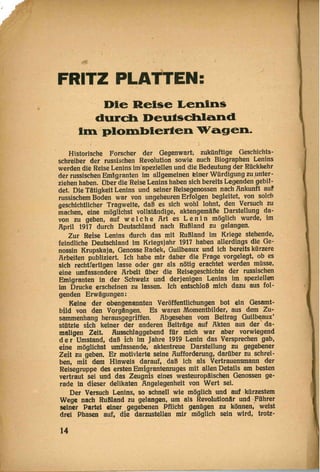 FRITZ PLATTEN:
Die Reise Lenins
durch Deutschland
im plombierten Wagen.
Historische Forscher der Gegenwart, zukünftige Geschichts-
schreiber der russischen Revolution sowie auch Biographen Lenins
werden die Reise Lenins im speziellen und die Bedeutung der Rückkehr
der russischen Emigranten im allgemeinen einer Würdigung zu unter-
ziehen haben. Über die Reise Lenins haben sich bereits Legenden gebil-
det. Die Tätigkeit Lenins und seiner Reisegenossen nach Ankunft auf
russischem Boden war von ungeheuren Erfolgen begleitet, von solch
geschichtlicher Tragweite, daß es sich wohl lohnt, den Versuch zu
machen, eine möglichst vollständige, aktengemäße Darstellung da-
von zu geben, auf welche Art es Lenin möglich wurde, im
April 1917 durch Deutschland nach Rußland zu gelangen.
Zur Reise Lenins durch das mit Rußland im Kriege stehende,
feindliche Deutschland im Kriegsjahr 1917 haben allerdings die Ge-
nossin Krupskaja, Genosse Radek, Guilbeaux und ich bereits kürzere
Arbeiten publiziert. Ich habe mir daher die Frage vorgelegt, ob es
sich rechtfertigen lasse oder gar als nötig erachtet werden müsse,
eine umfassendere Arbeit über die Reisegeschichte der russischen
Emigranten in der Schweiz und derjenigen der Emigranten
im Drucke erscheinen zu lassen. Ich entschloß mich dazu aus fol-
genden Erwägungen:
Keine der obengenannten Veröffentlichungen bot ein Gesamt-
bild von den Vorgängen. Es waren Momentbilder, aus dem Zu-
sammenhang herausgegriffen. Abgesehen vom Beitrag Guilbeaux'
stützte sich keiner der anderen Beiträge auf Akten aus der da-
maligen Zeit. Ausschlaggebend für mich war aber vorwiegend
der Umstand, daß ich im Jahre 1919 Lenin das Versprechen gab,
eine möglichst umfassende, aktentreue Darstellung zu gegebener
Zeit zu geben. Er motivierte seine Aufforderung, darüber zu schrei-
ben, mit dem Hinweis darauf, daß ich als Vertrauensmann der
Reisegruppe des ersten Emigrantenzuges mit allen Details am besten
vertraut sei und das Zeugnis eines westeuropäischen Genossen ge-
rade in dieser delikaten Angelegenheit von Wert sei.
Der Versuch Lenins, so schnell wie möglich und auf kürzestem
Wege nach Rußland zu gelangen, um als Revolutionär und Führer
seiner Partei einer gegebenen Pflicht genügen zu können, weist
drei Phasen auf, die darzustellen mir möglich sein wird, trotz-
14